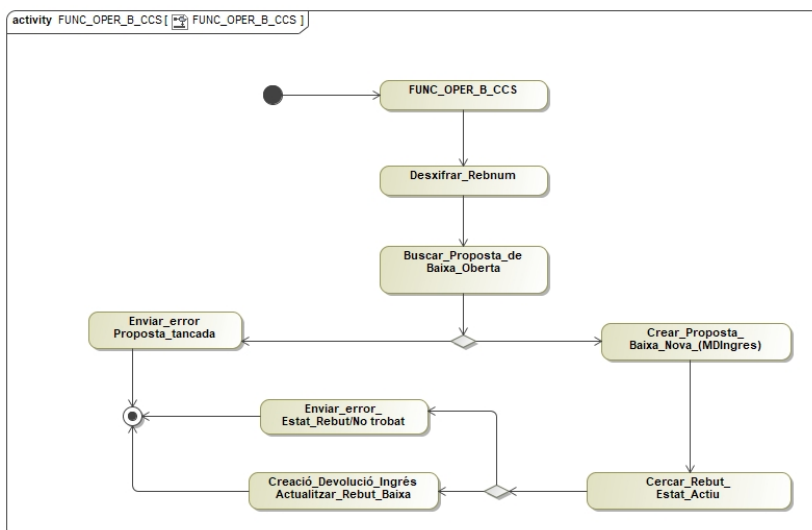 activity FUNC_OPER_B_CCS [ FUNC_OPER_B_CCS ]
FUNC_OPER_B_CCS
Desxifrar_Rebnum
Buscar_Proposta_de
Baixa_Oberta
Enviar_error
Proposta_tancada
Crear_Proposta_
Baixa_Nova_(MDIngres)
Enviar_error_
Estat_Rebut/No trobat
Creació_Devolució_Ingrés
Actualitzar_Rebut_Baixa
Cercar_Rebut_
Estat_Actiu